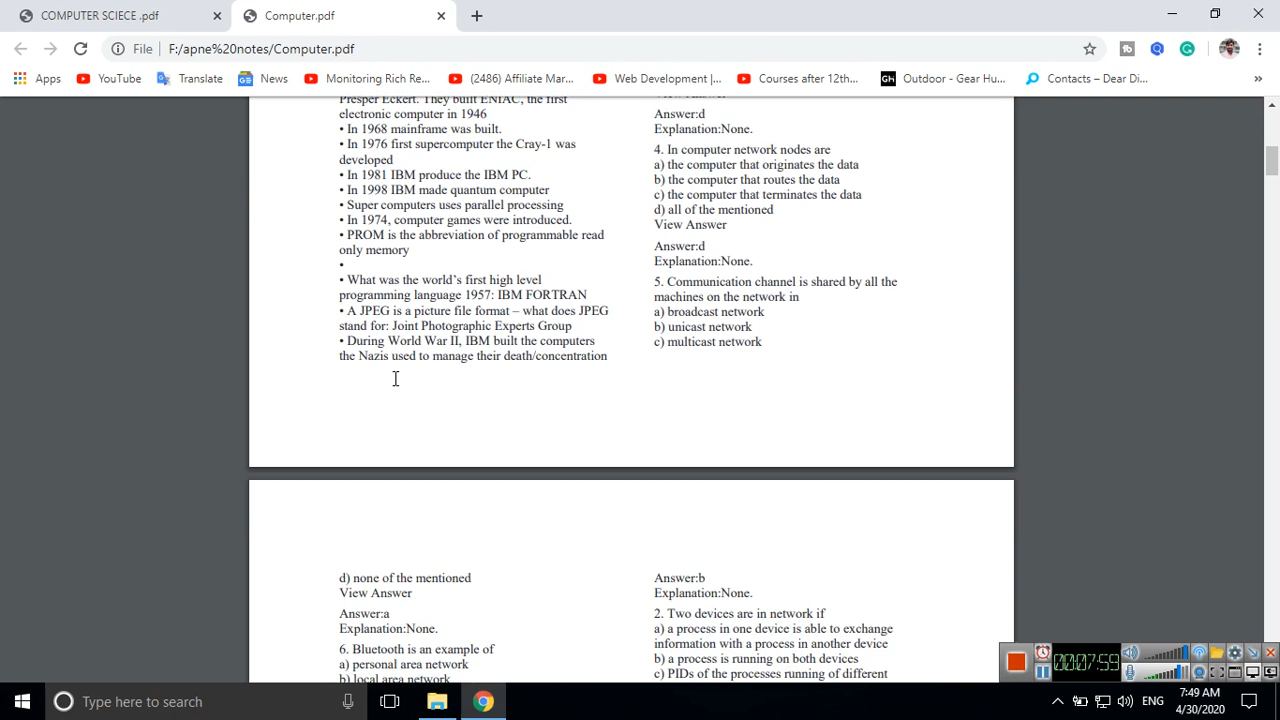 COMPUTER SCIECE .pdf
Computer.pdf
File
F:/apne%20notes/Computer.pdf
Apps
YouTube
Translate
News
Monitoring Rich Re...
(2486) Affiliate Mar...
Web Development |...
Courses after 12th...
GH
Outdoor - Gear Hu...
Contacts – Dear Di...
»
Presper Eckert. They built ENIAC, the first
electronic computer in 1946
• In 1968 mainframe was built.
• In 1976 first supercomputer the Cray-1 was
developed
• In 1981 IBM produce the IBM PC.
• In 1998 IBM made quantum computer
• Super computers uses parallel processing
• In 1974, computer games were introduced.
• PROM is the abbreviation of programmable read
only memory
•
• What was the world's first high level
programming language 1957: IBM FORTRAN
• A JPEG is a picture file format – what does JPEG
stand for: Joint Photographic Experts Group
• During World War II, IBM built the computers
the Nazis used to manage their death/concentration
View Answer
Answer:d
Explanation:None.
4. In computer network nodes are
a) the computer that originates the data
b) the computer that routes the data
c) the computer that terminates the data
d) all of the mentioned
View Answer
Answer:d
Explanation:None.
5. Communication channel is shared by all the
machines on the network in
a) broadcast network
b) unicast network
c) multicast network
d) none of the mentioned
View Answer
Answer:a
Explanation:None.
6. Bluetooth is an example of
a) personal area network
b) local area network
Answer:b
Explanation:None.
2. Two devices are in network if
a) a process in one device is able to exchange
information with a process in another device
b) a process is running on both devices
c) PIDs of the processes running of different
00:07:59
Type here to search
ENG
7:49 AM
4/30/2020